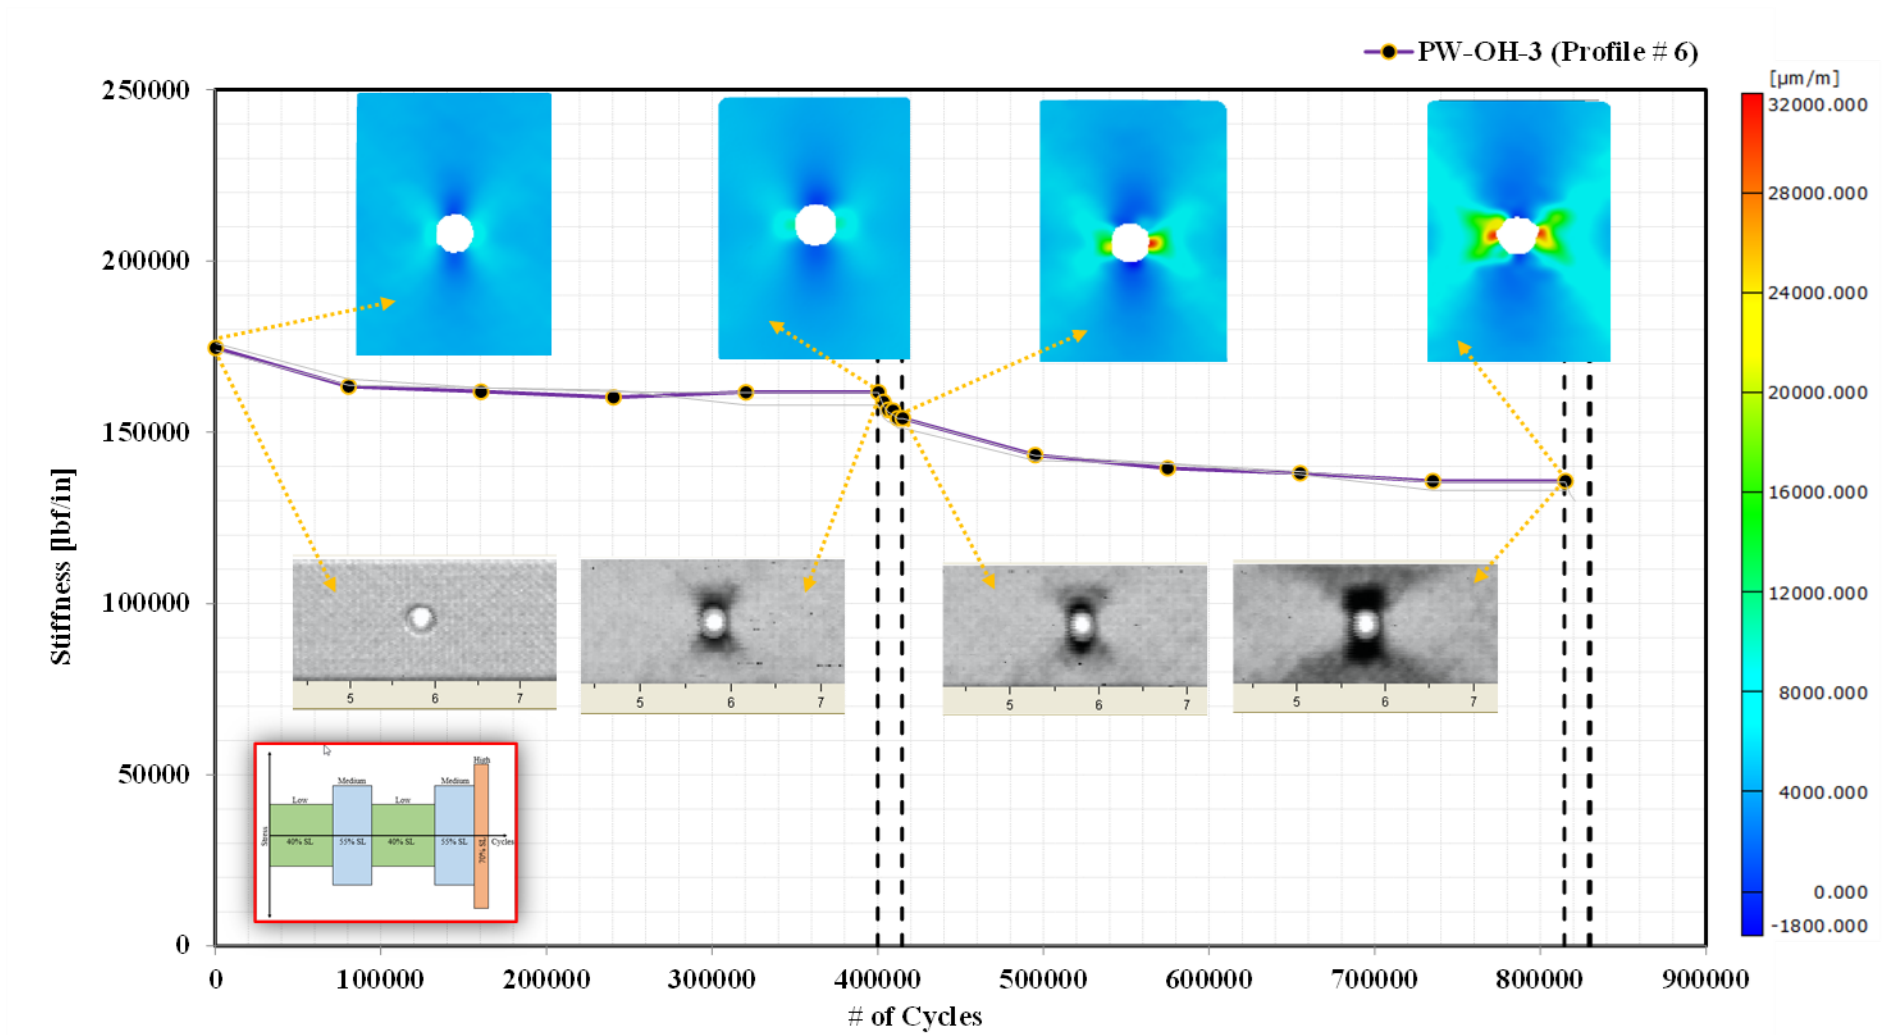 PW-OH-3 (Profile # 6)
[µm/m]
32000.000
28000.000
24000.000
20000.000
16000.000
12000.000
8000.000
4000.000
0.000
-1800.000
Stiffness [lbf/in]
250000
200000
150000
100000
50000
0
5 6 7
5 6 7
5 6 7
5 6 7
High
Medium Medium
Low Low
Stress
40% SL 55% SL 40% SL 55% SL 70% SL Cycles
0 100000 200000 300000 400000 500000 600000 700000 800000 900000
# of Cycles